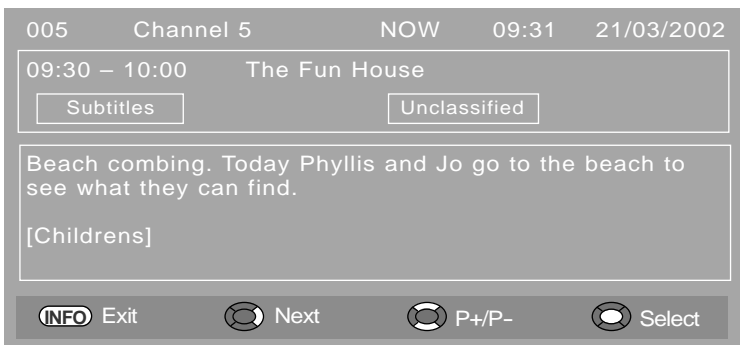 005 Channel 5 NOW 09:31 21/03/2002
09:30 – 10:00 The Fun House
Subtitles Unclassified
Beach combing. Today Phyllis and Jo go to the beach to
see what they can find.
[Childrens]
INFO Exit Next P+/P- Select